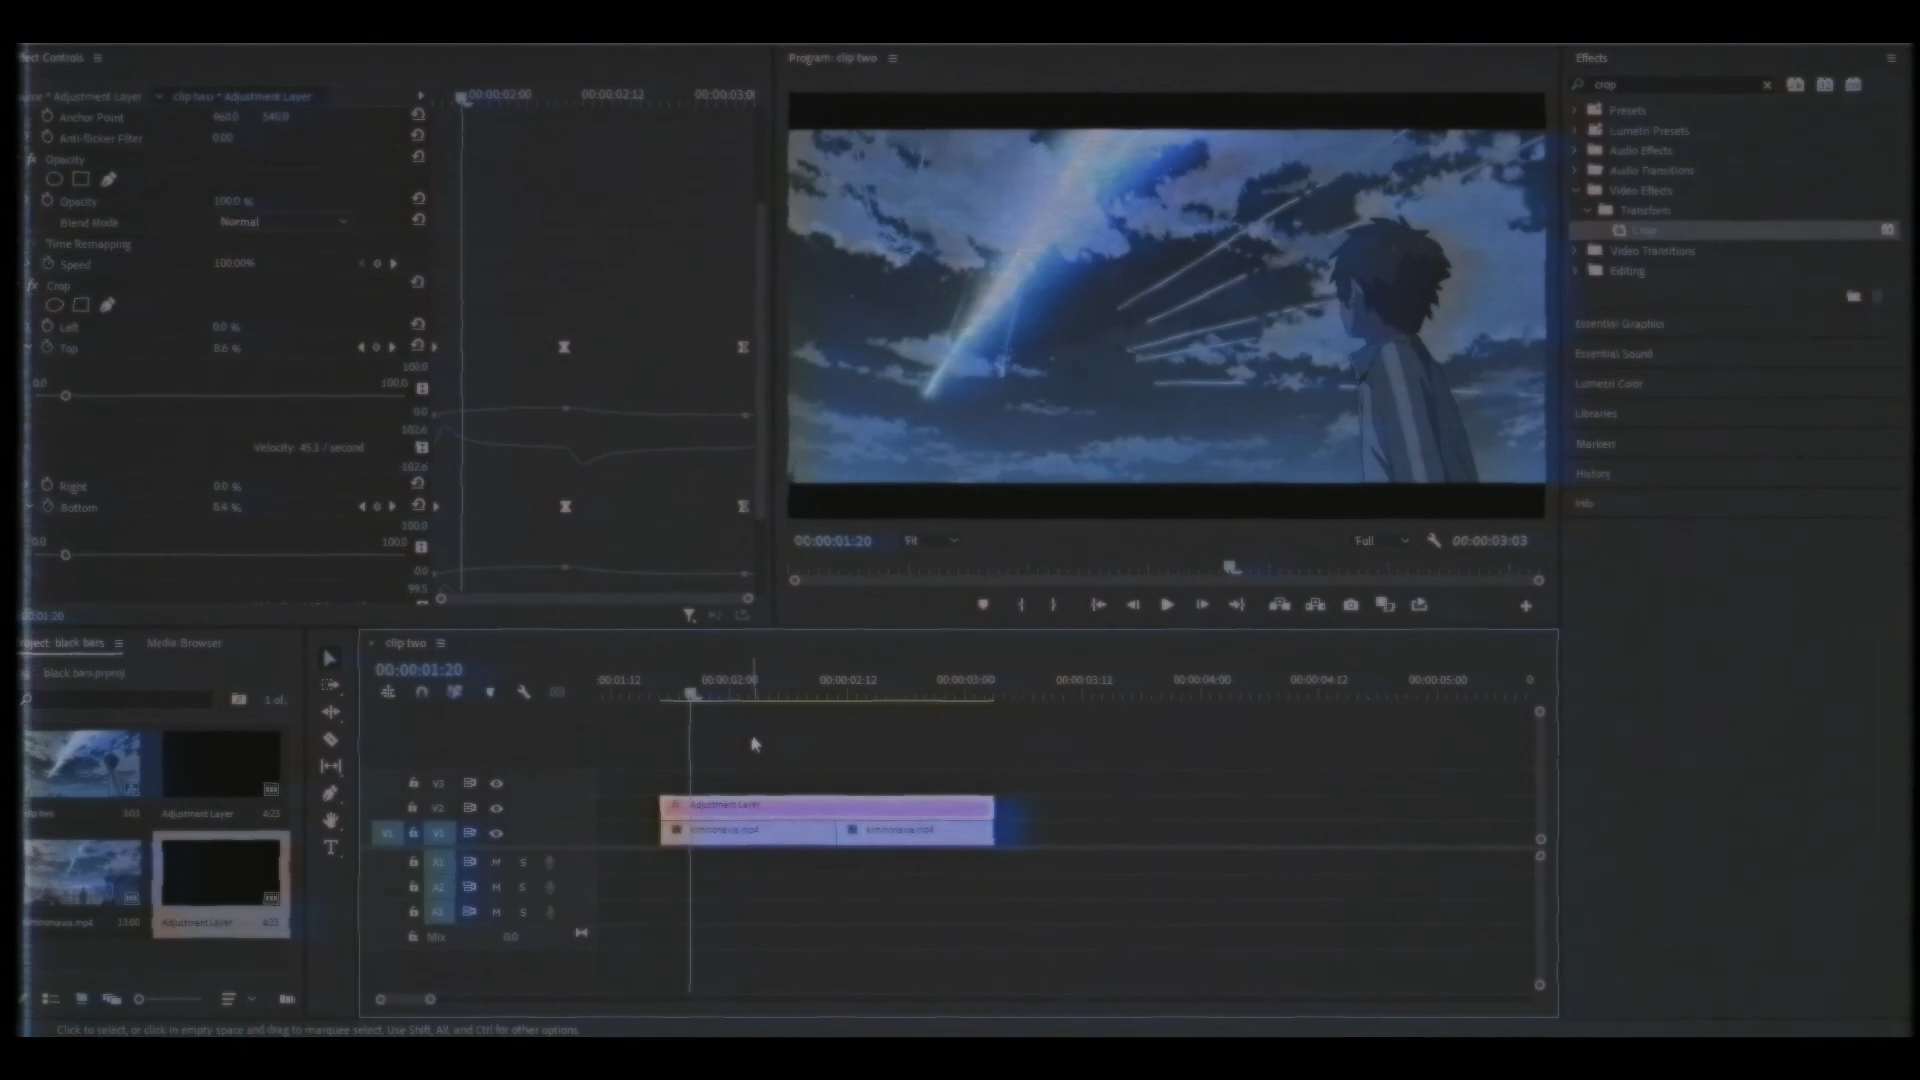 ect Controls
Program: clip two
Effects
* Adjustment Layer
clip two * Adjustment Layer
00:00:02:00
00:00:02:12
00:00:03:0
crop
Anchor Point 960.0 540.0
Anti-flicker Filter 0.00
fx Opacity
Opacity 100.0 %
Blend Mode Normal
Time Remapping
Speed 100.00%
fx Crop
Left 0.0 %
Top 8.6 %
100.0
0.0 100.0
0.0
102.6
Velocity: 45.1 / second
-102.6
Right 0.0 %
Bottom 8.4 %
100.0
0.0 100.0
0.0
99.5
00:01:20
Presets
Lumetri Presets
Audio Effects
Audio Transitions
Video Effects
Transform
Crop
Video Transitions
Editing
Essential Graphics
Essential Sound
Lumetri Color
Libraries
Markers
History
Info
00:00:01:20 Fit Full 00:00:03:03
roject: black bars
Media Browser
black bars.prproj
1 of
clip two 5:03
Adjustment Layer 4:23
kiminonawa.mp4 13:00
Adjustment Layer 4:23
clip two
00:00:01:20
:00:01:12 00:00:02:00 00:00:02:12 00:00:03:00 00:00:03:12 00:00:04:00 00:00:04:12 00:00:05:00 0
V3
V2
Adjustment Layer
V1 V1
kiminonawa.mp4
kiminonawa.mp4
A1 M S
A2 M S
A3 M S
Mix 0.0
Click to select, or click in empty space and drag to marquee select. Use Shift, Alt, and Ctrl for other options.